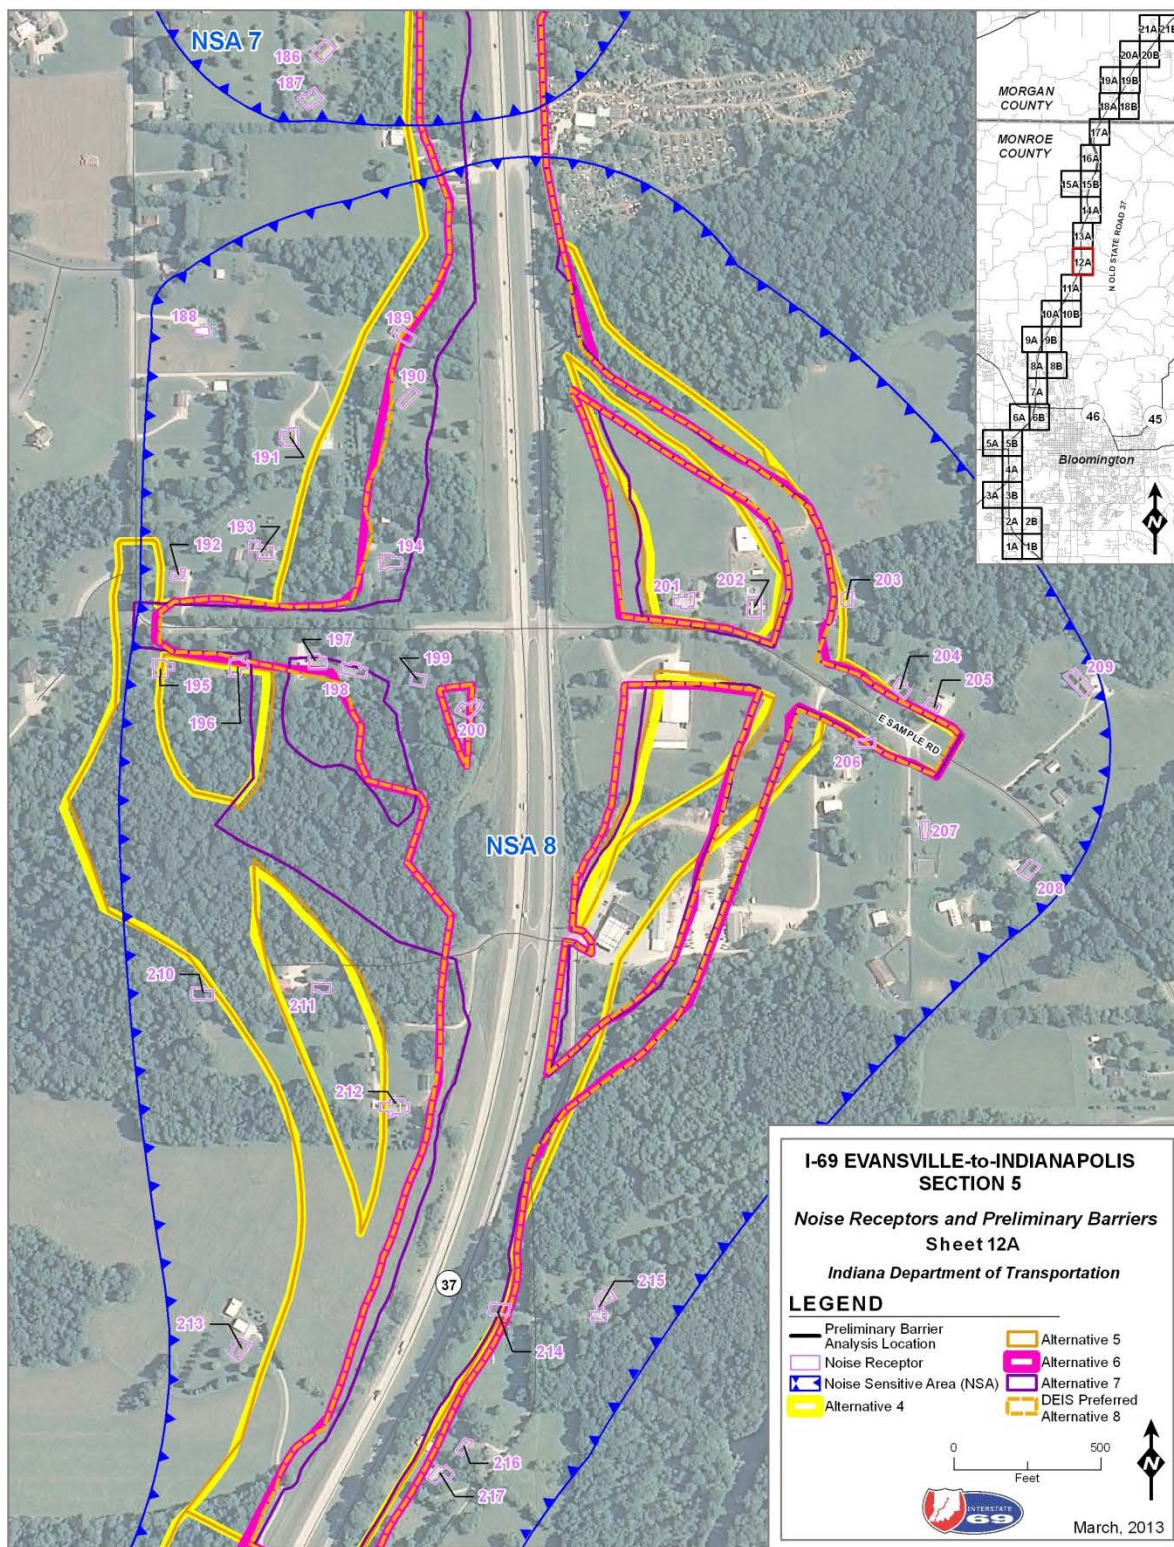 NSA 7
186
187
188
189
190
191
192
193
194
195
196
197
198
199
200
201
202
203
204
205
206
207
208
209
210
211
212
213
214
215
216
217
E SAMPLE RD
NSA 8
37
21A 21B
20A 20B
19A 19B
18A 18B
17A
16A
15A 15B
14A
13A
12A
11A
10A 10B
9A 9B
8A 8B
7A
6A 6B
5A 5B
4A
3A 3B
2A 2B
1A 1B
MORGAN
COUNTY
MONROE
COUNTY
N OLD STATE ROAD 37
46
45
Bloomington
N
I-69 EVANSVILLE-to-INDIANAPOLIS
SECTION 5
Noise Receptors and Preliminary Barriers
Sheet 12A
Indiana Department of Transportation
LEGEND
Preliminary Barrier
Analysis Location
Noise Receptor
Noise Sensitive Area (NSA)
Alternative 4
Alternative 5
Alternative 6
Alternative 7
DEIS Preferred
Alternative 8
0 500
Feet
N
INTERSTATE
69
March, 2013